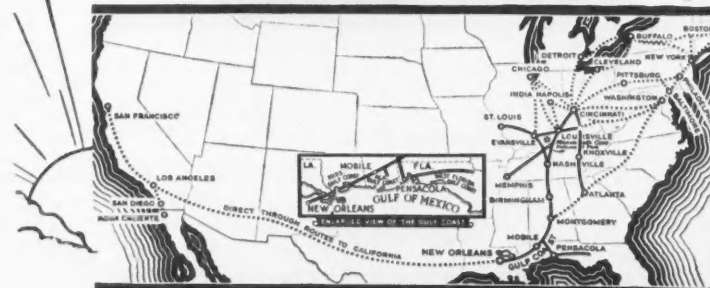 BOSTON
BUFFALO
DETROIT
CLEVELAND
NEW YORK
CHICAGO
PITTSBURG
INDIANAPOLIS
WASHINGTON
BALTIMORE
CINCINNATI
ST. LOUIS
SAN FRANCISCO
LOUISVILLE
EVANSVILLE
KNOXVILLE
NASHVILLE
LA.
MOBILE
FLA.
LOS ANGELES
MEMPHIS
PENSACOLA
GULF OF MEXICO
NEW ORLEANS
ATLANTA
BIRMINGHAM
SAN DIEGO
ENLARGED VIEW OF THE GULF COAST
AGUA CALIENTE
DIRECT THROUGH ROUTES TO CALIFORNIA
MONTGOMERY
MOBILE
NEW ORLEANS
PENSACOLA
GULF COAST